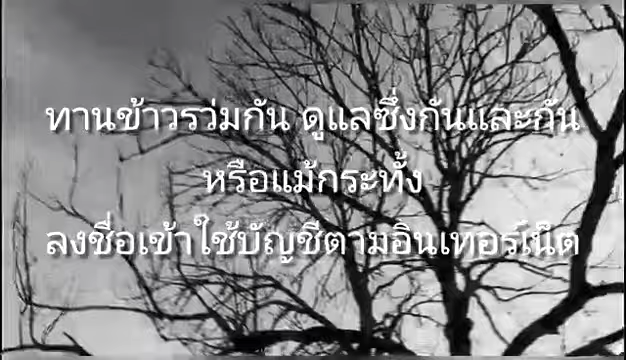 ทานข้าวรว่มกัน ดูแลซึ่งกันและกัน
หรือแม้กระทั้ง
ลงชื่อเข้าใช้บัญชีตามอินเทอร์เน็ต